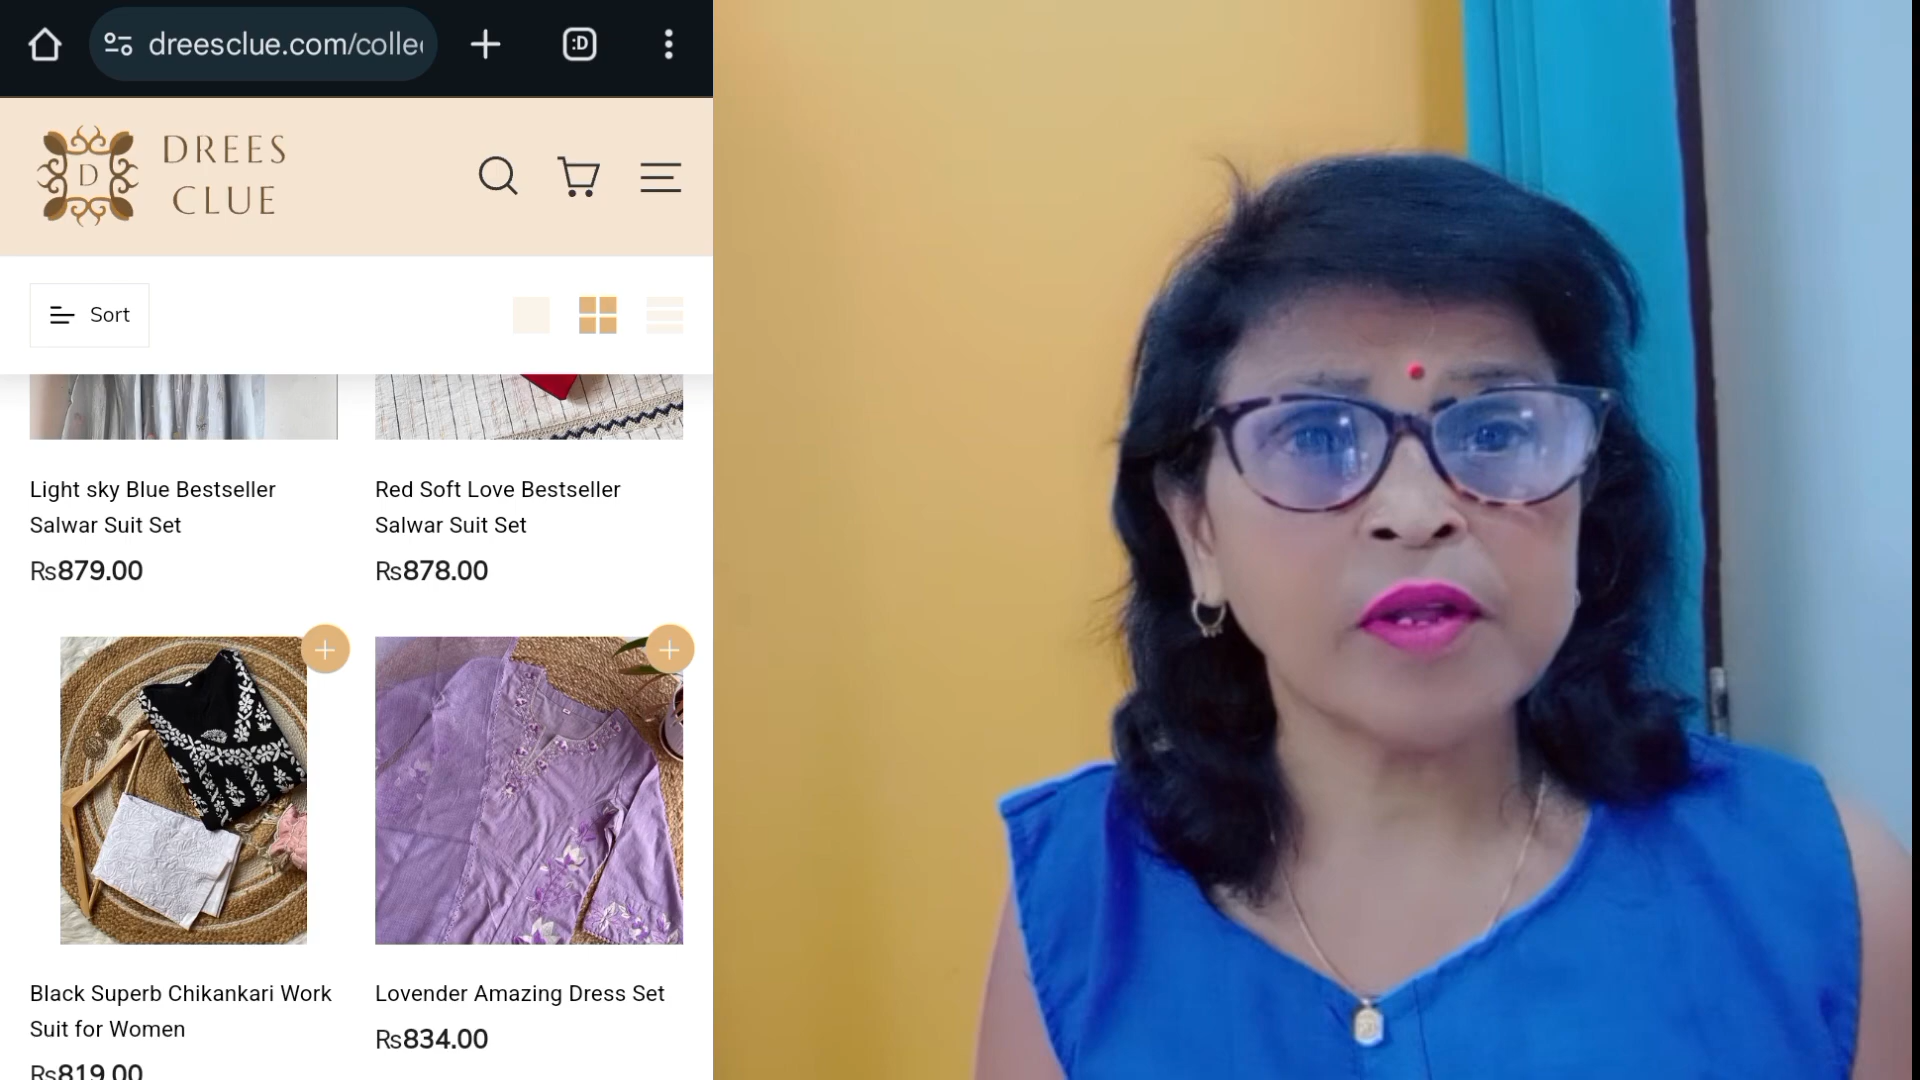 dreesclue.com/colle
:D
D
DREES
CLUE
Sort
Light sky Blue Bestseller
Salwar Suit Set
Rs879.00
Red Soft Love Bestseller
Salwar Suit Set
Rs878.00
Black Superb Chikankari Work
Suit for Women
Rs819.00
Lovender Amazing Dress Set
Rs834.00